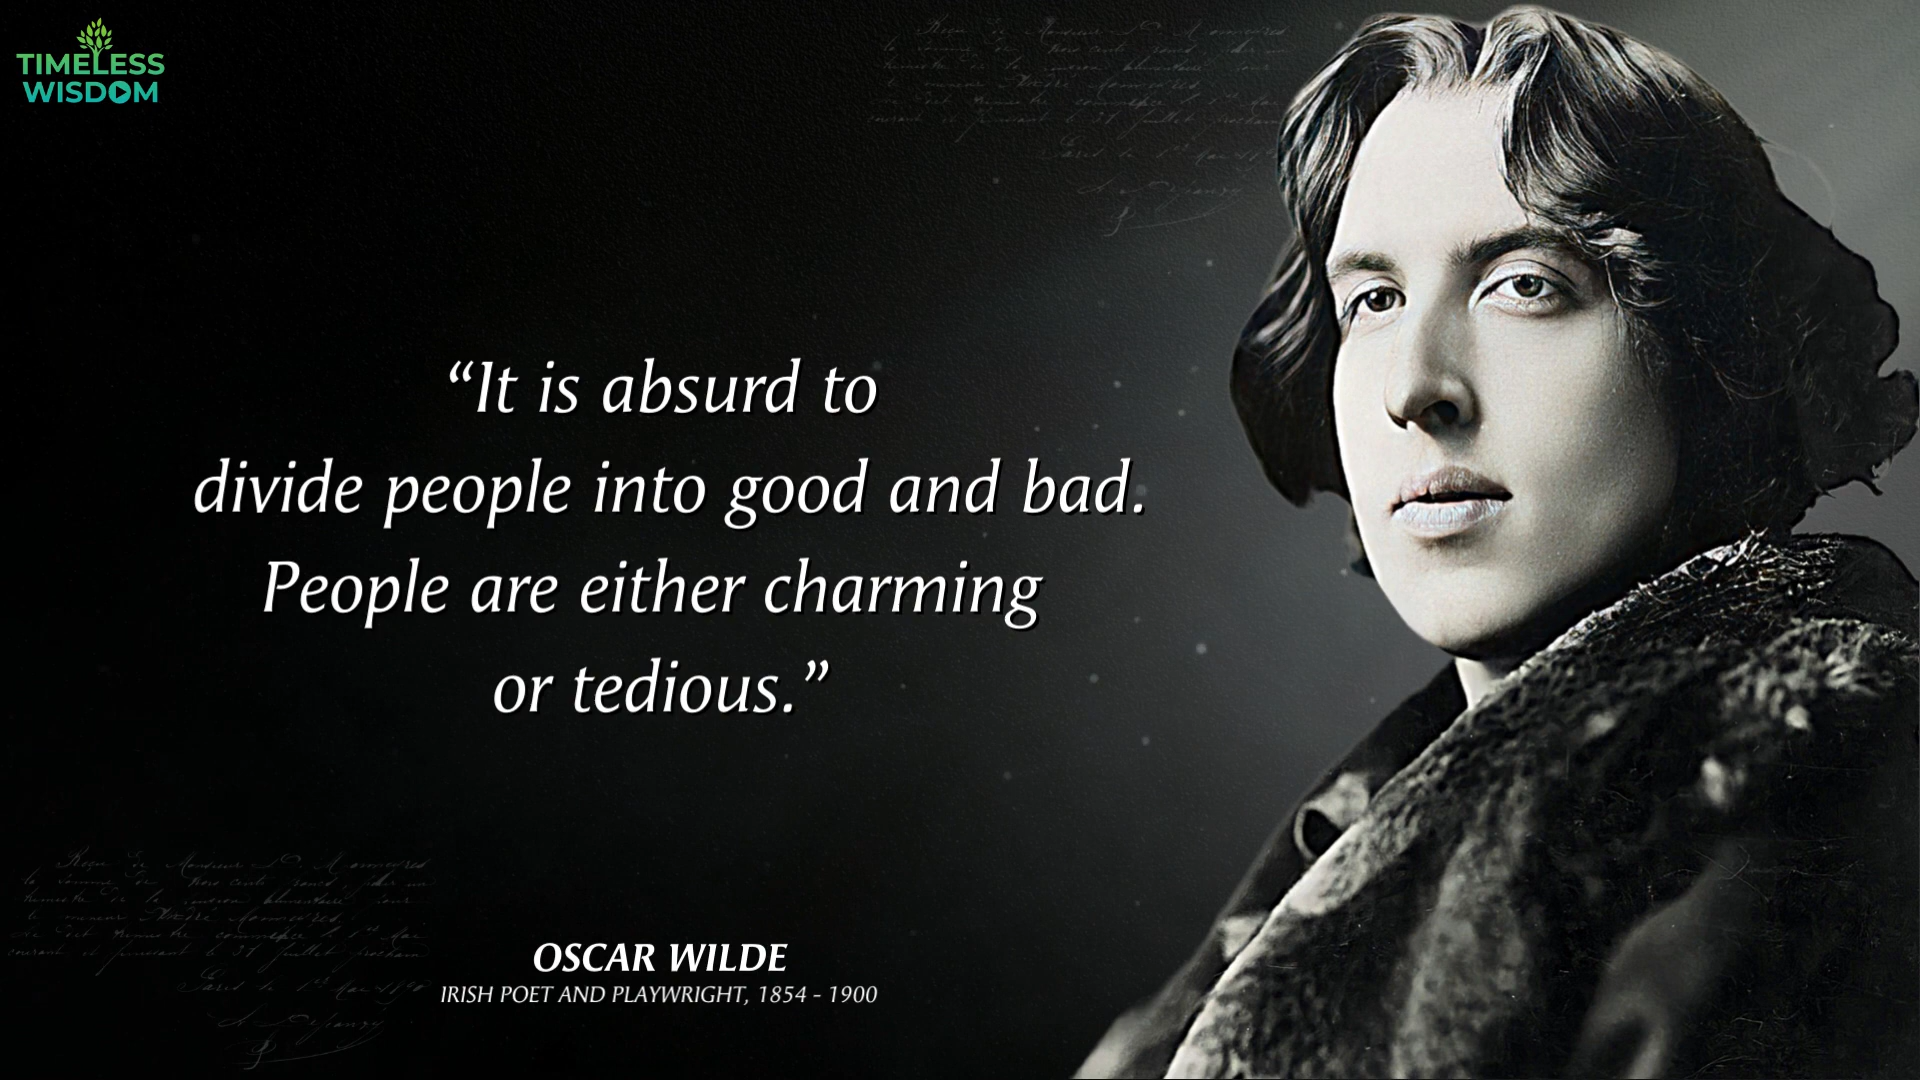 TIMELESS
WISDOM
“It is absurd to
divide people into good and bad.
People are either charming
or tedious.”
OSCAR WILDE
IRISH POET AND PLAYWRIGHT, 1854 - 1900